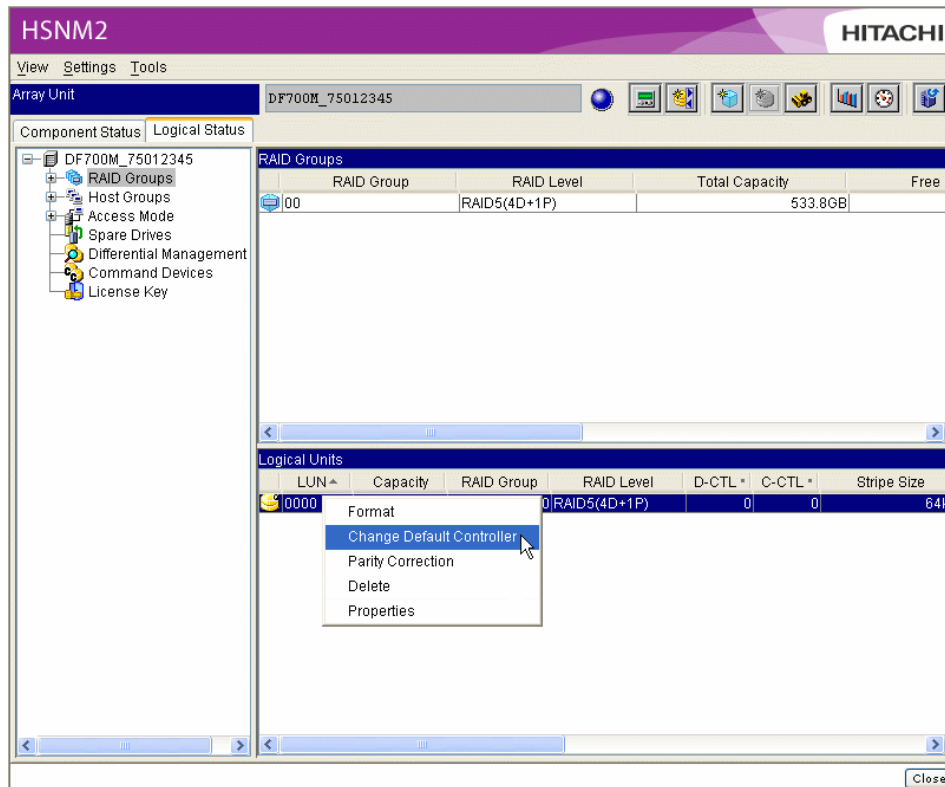 HSNM2
HITACHI
View Settings Tools
Array Unit
DF700M_75012345
Component Status Logical Status
DF700M_75012345
RAID Groups
Host Groups
Access Mode
Spare Drives
Differential Management
Command Devices
License Key
RAID Groups
RAID Group RAID Level Total Capacity Free
00 RAID5(4D+1P) 533.8GB
Logical Units
LUN Capacity RAID Group RAID Level D-CTL * C-CTL * Stripe Size
0000 0 RAID5(4D+1P) 0 0 64k
Format
Change Default Controller
Parity Correction
Delete
Properties
Close